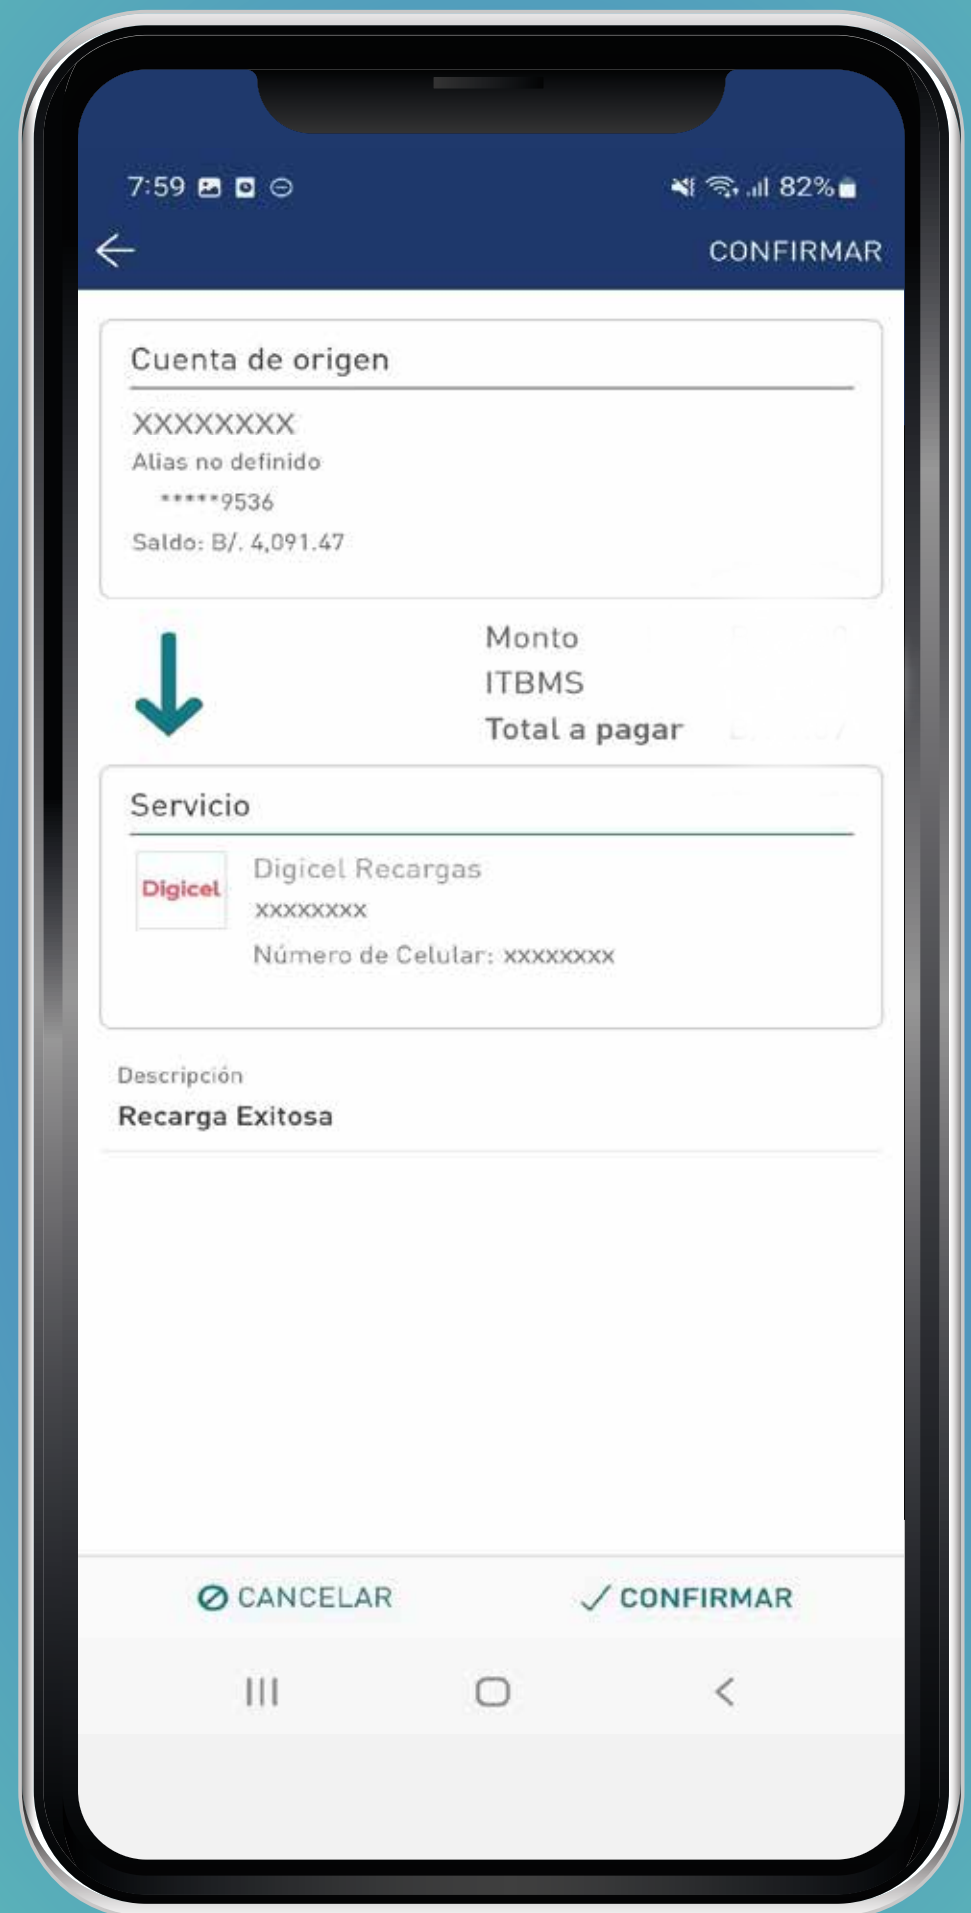 7:59 82%
CONFIRMAR
Cuenta de origen
XXXXXXXX
Alias no definido
*****9536
Saldo: B/. 4,091.47
Monto
ITBMS
Total a pagar
Servicio
Digicel
Digicel Recargas
xxxxxxxx
Número de Celular: xxxxxxxx
Descripción
Recarga Exitosa
CANCELAR
CONFIRMAR